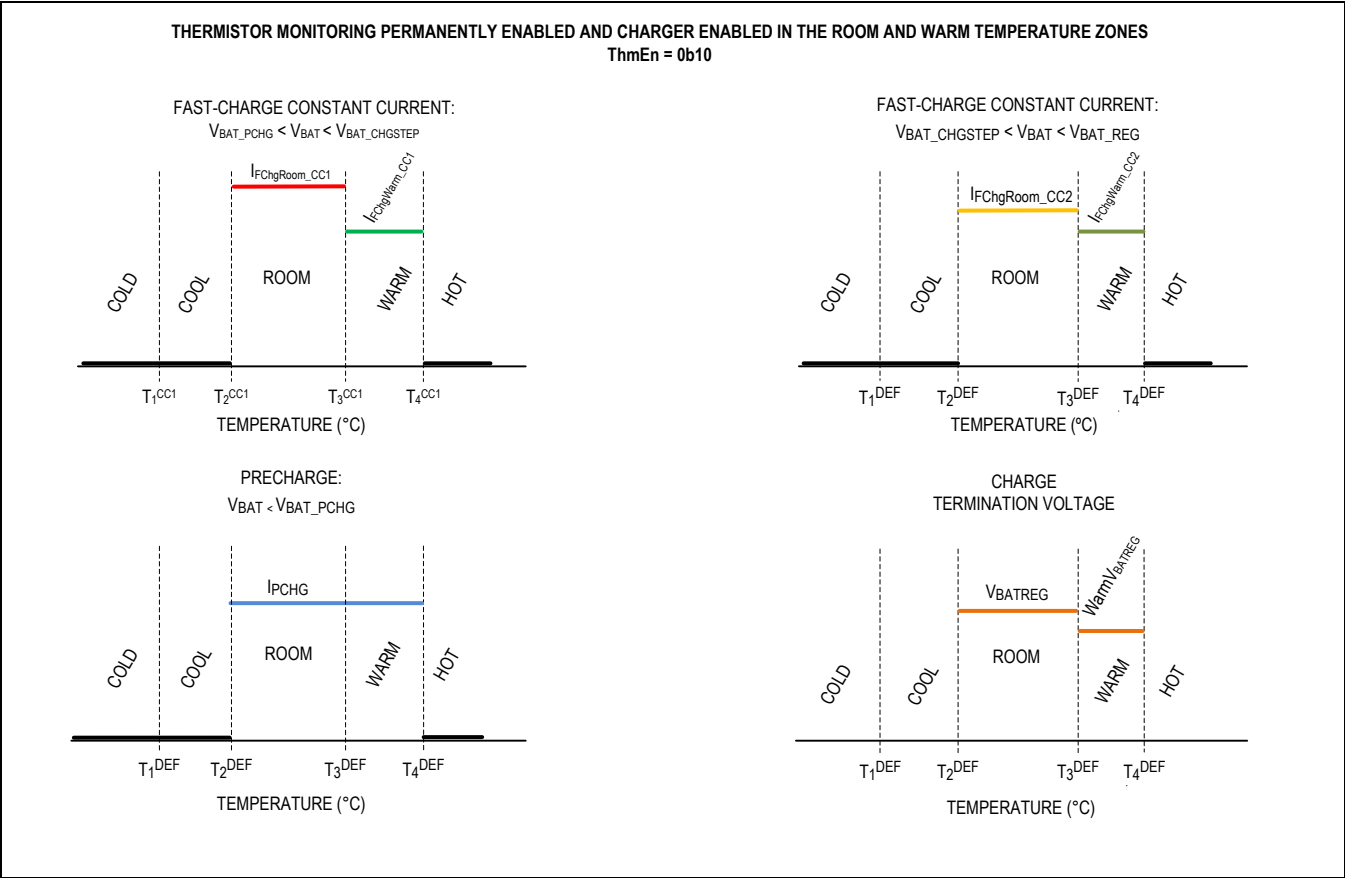 THERMISTOR MONITORING PERMANENTLY ENABLED AND CHARGER ENABLED IN THE ROOM AND WARM TEMPERATURE ZONES
ThmEn = 0b10
FAST-CHARGE CONSTANT CURRENT:
VBAT_PCHG < VBAT < VBAT_CHGSTEP
IFChgRoom_CC1
IFChgWarm_CC1
COLD
COOL
ROOM
WARM
HOT
T1CC1 T2CC1 T3CC1 T4CC1
TEMPERATURE (°C)
FAST-CHARGE CONSTANT CURRENT:
VBAT_CHGSTEP < VBAT < VBAT_REG
IFChgRoom_CC2
IFChgWarm_CC2
COLD
COOL
ROOM
WARM
HOT
T1DEF T2DEF T3DEF T4DEF
TEMPERATURE (ºC)
PRECHARGE:
VBAT < VBAT_PCHG
IPCHG
COLD
COOL
ROOM
WARM
HOT
T1DEF T2DEF T3DEF T4DEF
TEMPERATURE (°C)
CHARGE
TERMINATION VOLTAGE
VBATREG
WarmVBATREG
COLD
COOL
ROOM
WARM
HOT
T1DEF T2DEF T3DEF T4DEF
TEMPERATURE (°C)